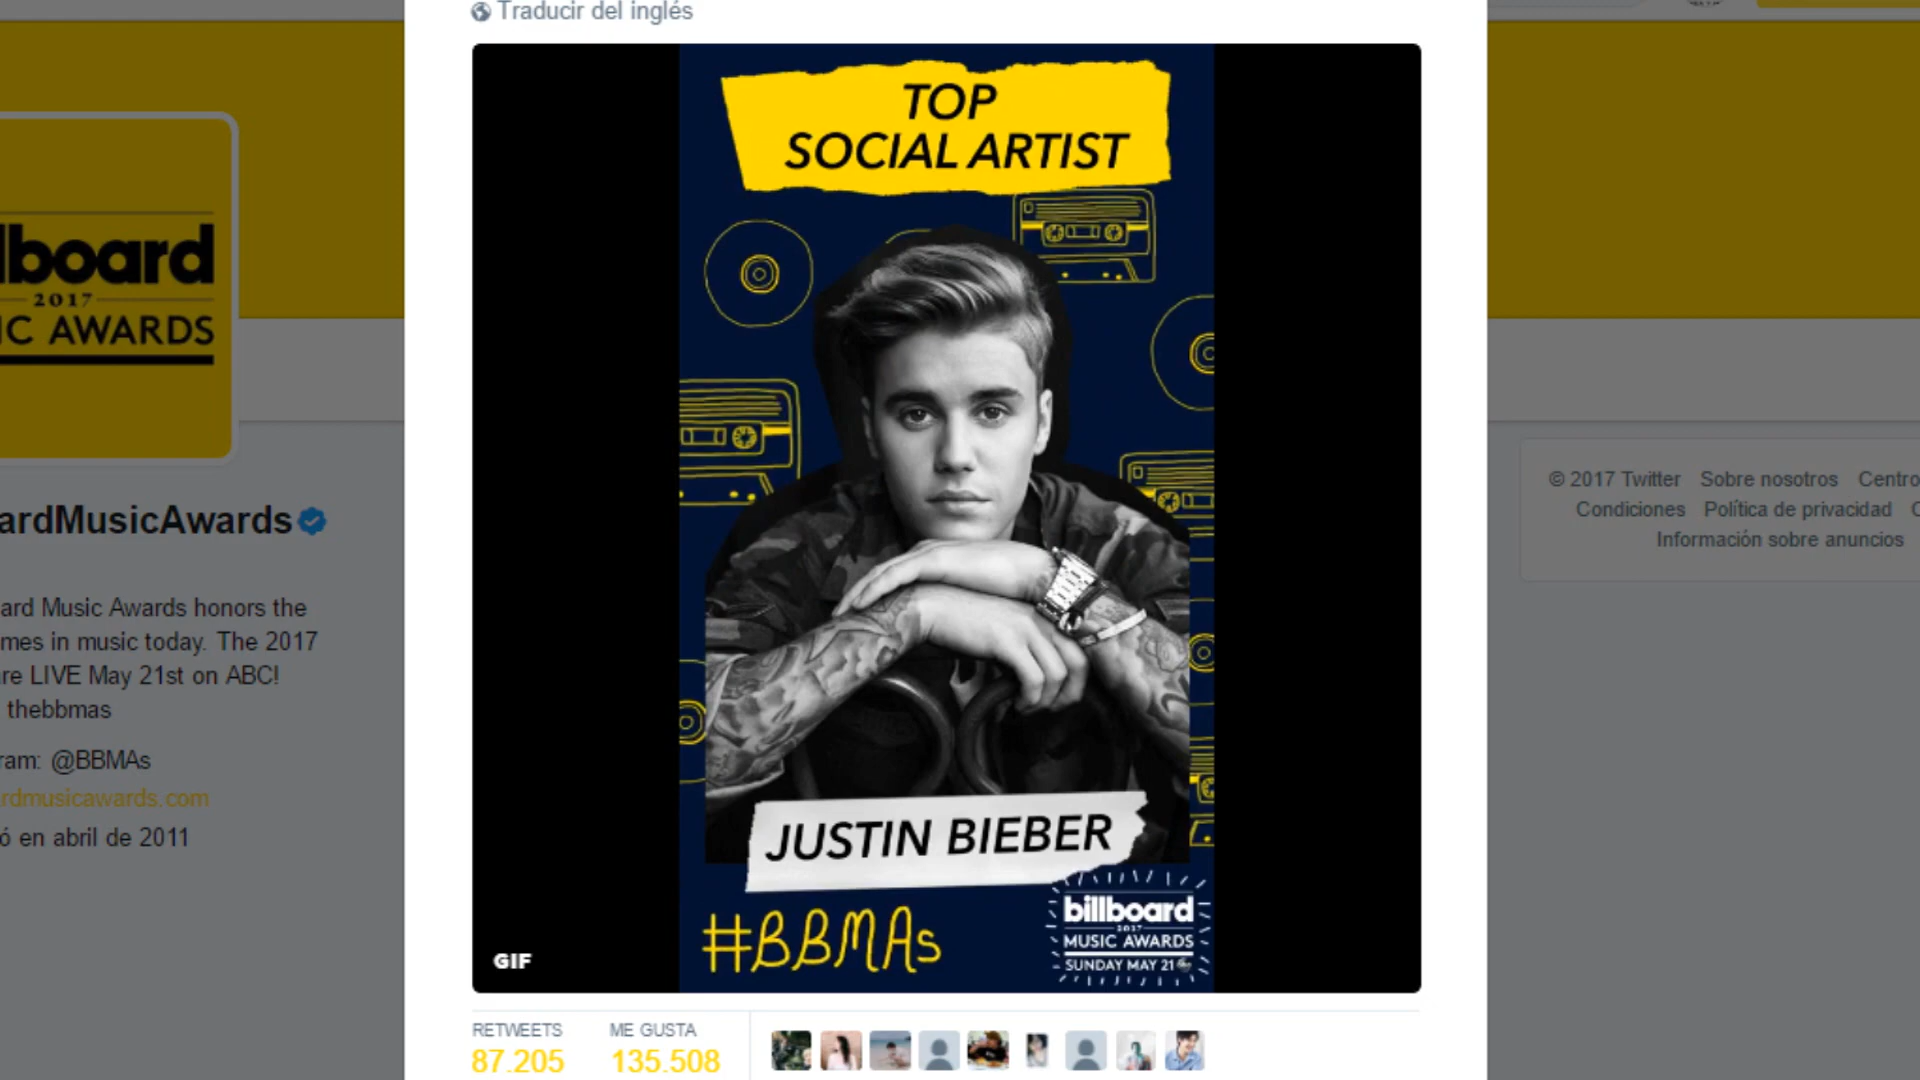 Traducir del inglés
TOP
SOCIAL ARTIST
JUSTIN BIEBER
#BBMAs
billboard
2017
MUSIC AWARDS
SUNDAY MAY 21
GIF
RETWEETS
87.205
ME GUSTA
135.508
lboard
2017
IC AWARDS
ardMusicAwards
ard Music Awards honors the
mes in music today. The 2017
re LIVE May 21st on ABC!
thebbmas
ram: @BBMAs
rdmusicawards.com
ó en abril de 2011
© 2017 Twitter Sobre nosotros Centro
Condiciones Política de privacidad
Información sobre anuncios